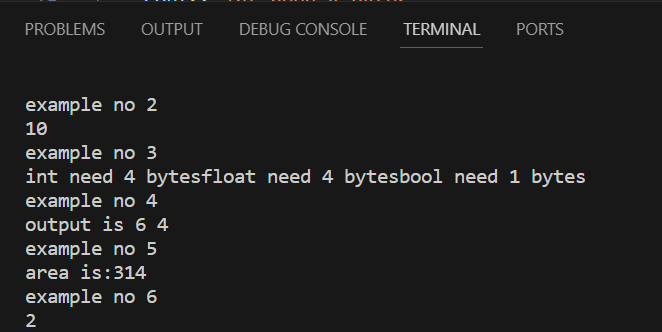 PROBLEMS OUTPUT DEBUG CONSOLE TERMINAL PORTS
example no 2
10
example no 3
int need 4 bytesfloat need 4 bytesbool need 1 bytes
example no 4
output is 6 4
example no 5
area is:314
example no 6
2